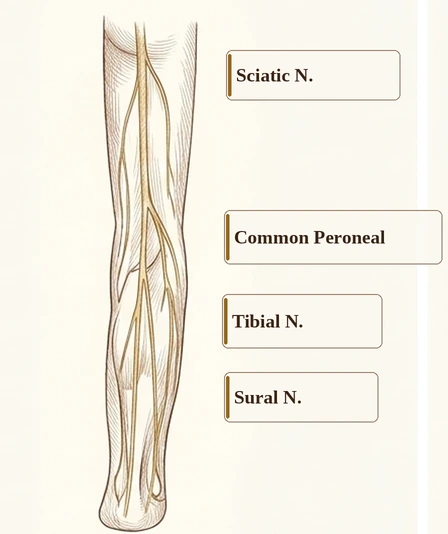 Sciatic N.
Common Peroneal
Tibial N.
Sural N.